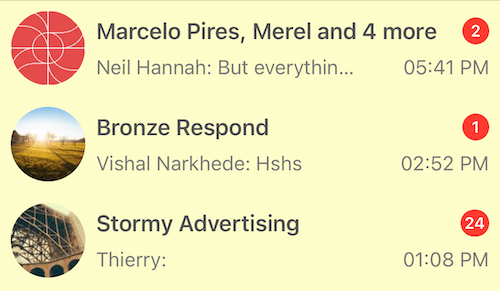 Marcelo Pires, Merel and 4 more 2
Neil Hannah: But everythin... 05:41 PM
Bronze Respond 1
Vishal Narkhede: Hshs 02:52 PM
Stormy Advertising 24
Thierry: 01:08 PM